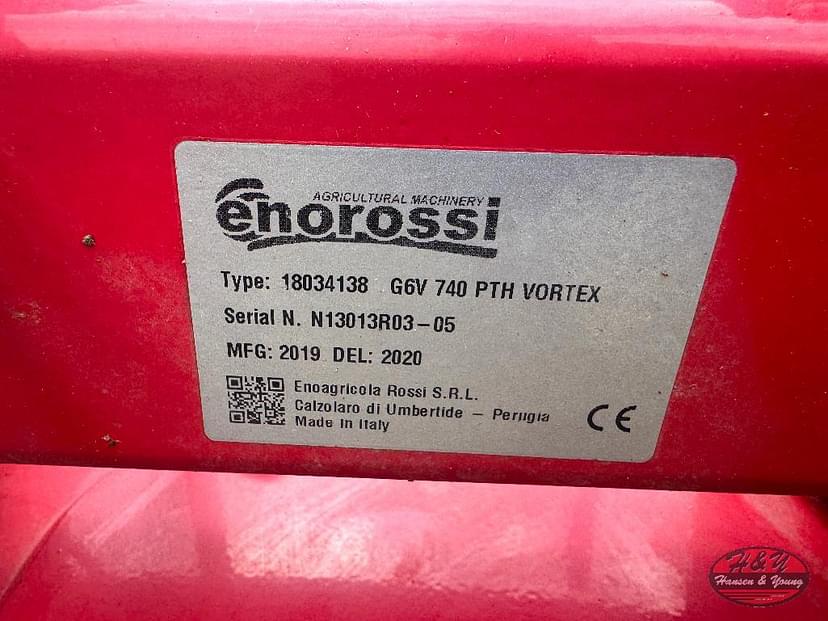 AGRICULTURAL MACHINERY
enorossi
Type: 18034138 G6V 740 PTH VORTEX
Serial N. N13013R03-05
MFG: 2019 DEL: 2020
Enoagricola Rossi S.R.L.
Calzolaro di Umbertide - Perugia
Made in Italy
CE
H&Y
Hansen & Young